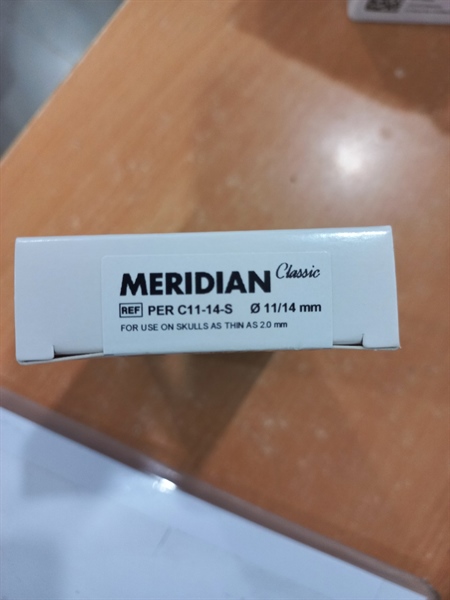 MERIDIAN Classic
REF PER C11-14-S Ø 11/14 mm
FOR USE ON SKULLS AS THIN AS 2.0 mm